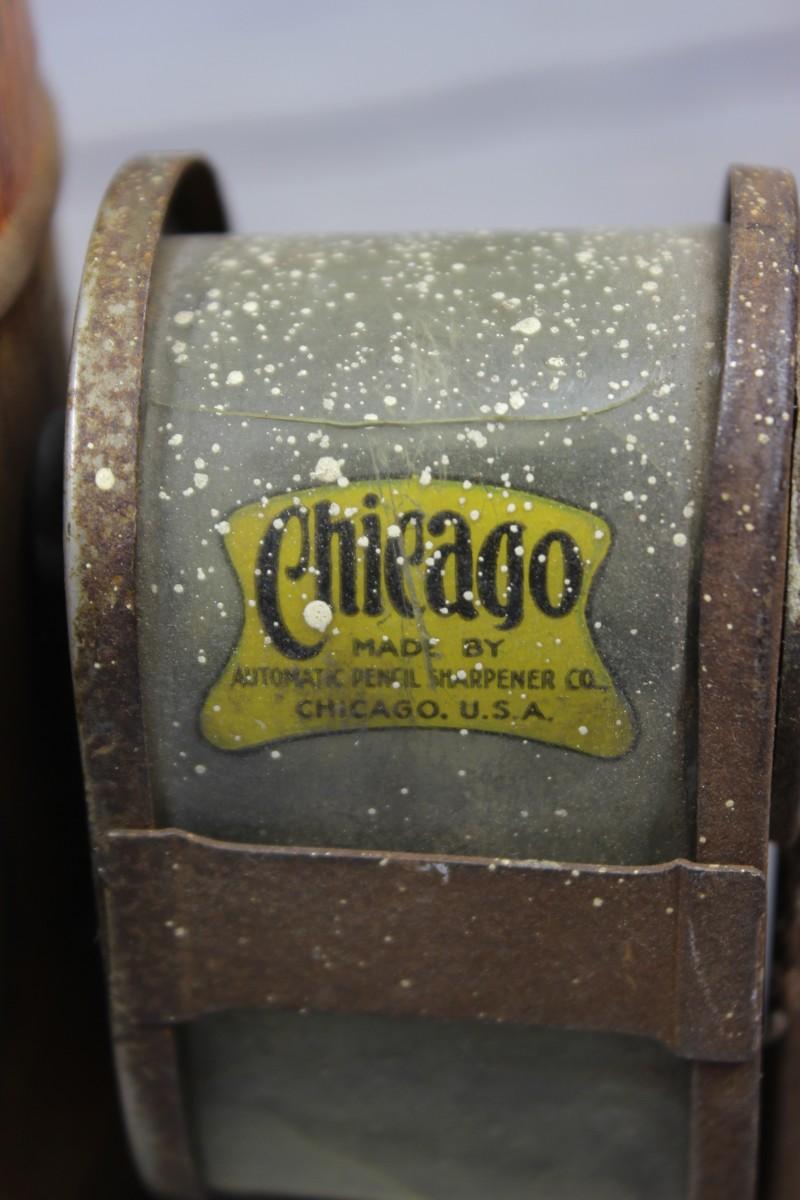 Chicago
MADE BY
AUTOMATIC PENCIL SHARPENER CO.,
CHICAGO. U.S.A.